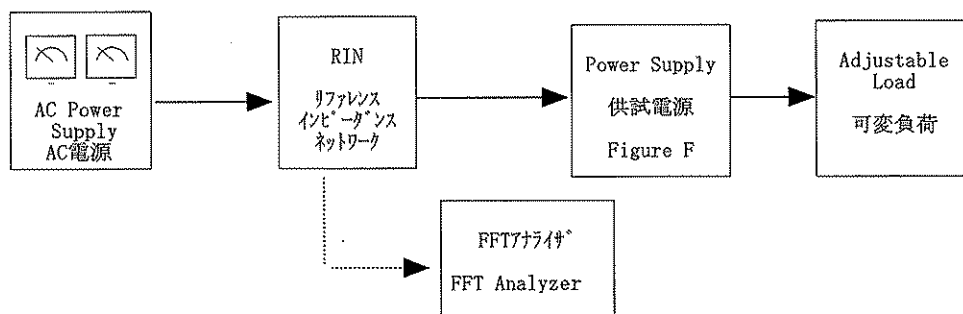 AC Power
Supply
AC電源
RIN
ﾘﾌｧﾚﾝｽ
ｲﾝﾋﾟｰﾀﾞﾝｽ
ﾈｯﾄﾜｰｸ
Power Supply
供試電源
Figure F
Adjustable
Load
可変負荷
FFTｱﾅﾗｲｻﾞ
FFT Analyzer